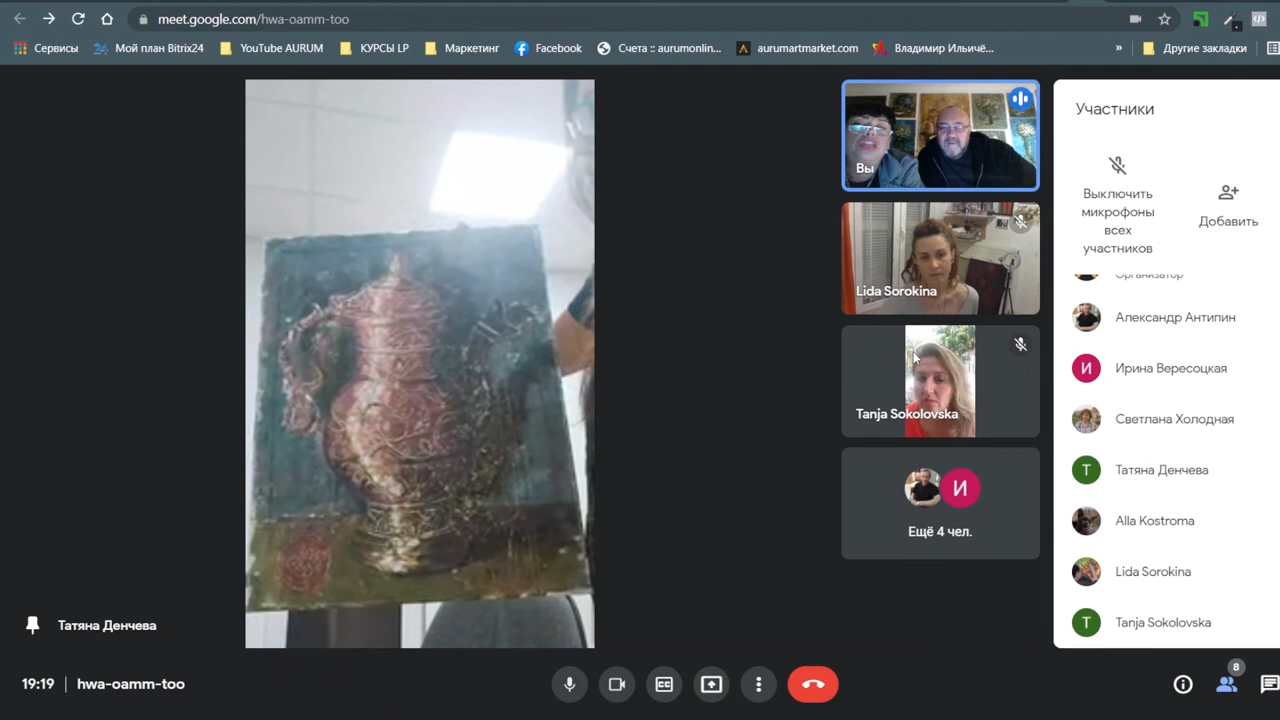 meet.google.com/hwa-oamm-too
Сервисы
24
Мой план Bitrix24
YouTube AURUM
КУРСЫ LP
Маркетинг
Facebook
Счета :: aurumonlin...
aurumartmarket.com
Владимир Ильичё...
»
Другие закладки
Вы
Lida Sorokina
Tanja Sokolovska
И
Ещё 4 чел.
Татяна Денчева
19:19 | hwa-oamm-too
Участники
Выключить
микрофоны
всех
участников
Добавить
Организатор
Александр Антипин
И
Ирина Вересоцкая
Светлана Холодная
Т
Татяна Денчева
Alla Kostroma
Lida Sorokina
T
Tanja Sokolovska
8